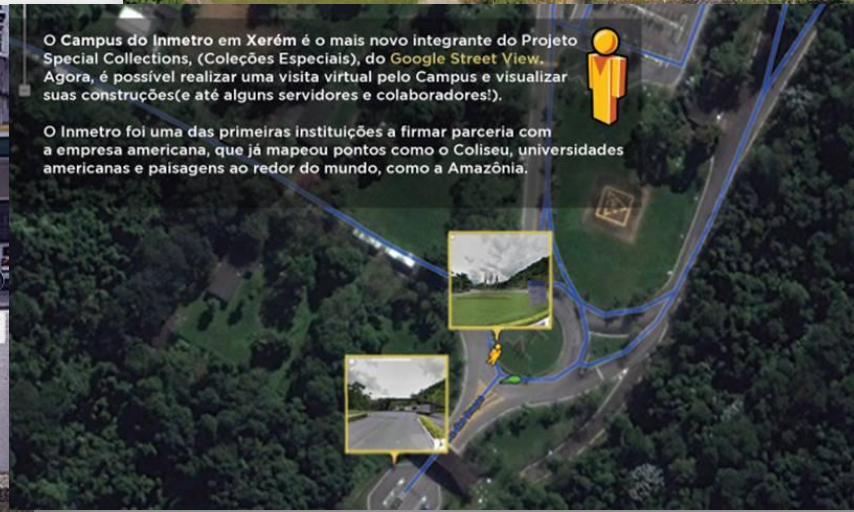 O Campus do Inmetro em Xerém é o mais novo integrante do Projeto
Special Collections, (Coleções Especiais), do Google Street View.
Agora, é possível realizar uma visita virtual pelo Campus e visualizar
suas construções(e até alguns servidores e colaboradores!).
O Inmetro foi uma das primeiras instituições a firmar parceria com
a empresa americana, que já mapeou pontos como o Coliseu, universidades
americanas e paisagens ao redor do mundo, como a Amazônia.